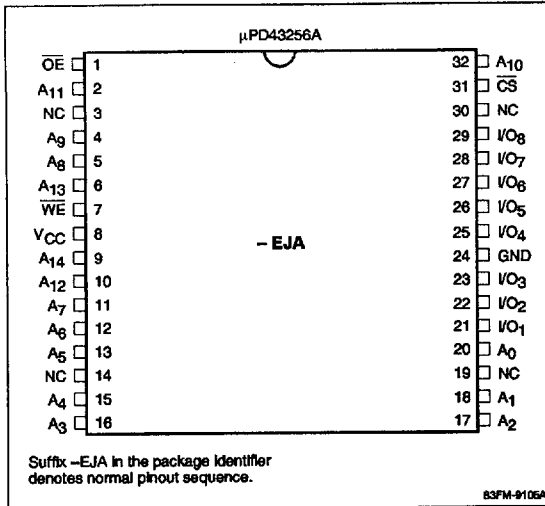 μPD43256A
O̅E̅ 1 32 A10
A11 2 31 C̅S̅
NC 3 30 NC
A9 4 29 I/O8
A8 5 28 I/O7
A13 6 27 I/O6
W̅E̅ 7 26 I/O5
VCC 8 25 I/O4
A14 9 24 GND
A12 10 23 I/O3
A7 11 22 I/O2
A6 12 21 I/O1
A5 13 20 A0
NC 14 19 NC
A4 15 18 A1
A3 16 17 A2
–EJA
Suffix –EJA in the package identifier
denotes normal pinout sequence.
83FM-9105A